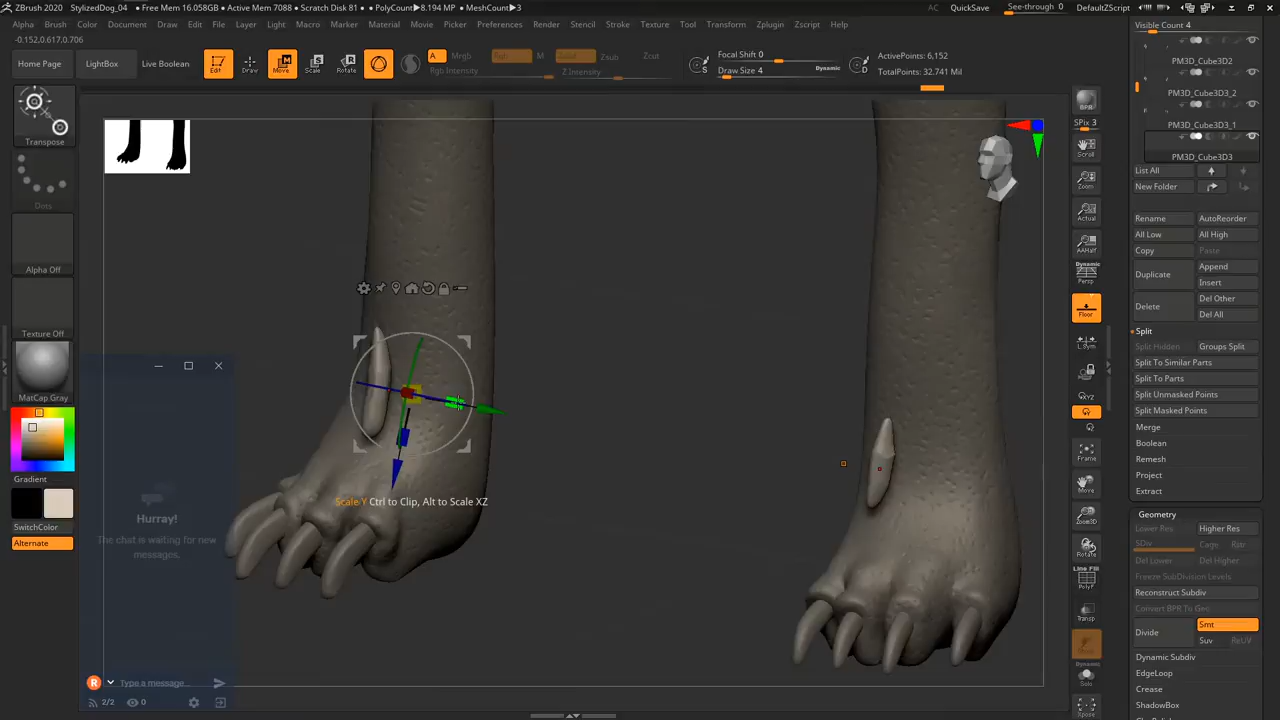 ZBrush 2020 StylizedDog_04 • Free Mem 16.058GB • Active Mem 7088 • Scratch Disk 81 • PolyCount▸8.194 MP • MeshCount▸3
AC QuickSave See-through 0 DefaultZScript
Alpha Brush Color Document Draw Edit File Layer Light Macro Marker Material Movie Picker Preferences Render Stencil Stroke Texture Tool Transform Zplugin Zscript Help
-0.152,0.617,0.706
Home Page
LightBox
Live Boolean
Edit
Draw
Move
Scale
Rotate
A
Mrgb
Rgb
M
Zsub
Zcut
Rgb Intensity
Z Intensity
Focal Shift 0
Draw Size 4
Dynamic
ActivePoints: 6,152
TotalPoints: 32.741 Mil
Transpose
Dots
Alpha Off
Texture Off
MatCap Gray
Gradient
SwitchColor
Alternate
Hurray!
The chat is waiting for new
messages.
R
Type a message...
2/2
0
Scale Y Ctrl to Clip, Alt to Scale XZ
BPR
SPix 3
Scroll
Zoom
Actual
AAHalf
Dynamic
Persp
Floor
L.Sym
XYZ
Frame
Move
Zoom3D
Rotate
Line Fill
PolyF
Transp
Dynamic
Solo
Xpose
Visible Count 4
PM3D_Cube3D2
PM3D_Cube3D3_2
PM3D_Cube3D3_1
PM3D_Cube3D3
List All
New Folder
Rename AutoReorder
All Low All High
Copy Paste
Duplicate Append
Insert
Delete Del Other
Del All
Split
Split Hidden Groups Split
Split To Similar Parts
Split To Parts
Split Unmasked Points
Split Masked Points
Merge
Boolean
Remesh
Project
Extract
Geometry
Lower Res Higher Res
SDiv Cage Rstr
Del Lower Del Higher
Freeze SubDivision Levels
Reconstruct Subdiv
Convert BPR To Geo
Divide Smt
Suv ReUV
Dynamic Subdiv
EdgeLoop
Crease
ShadowBox